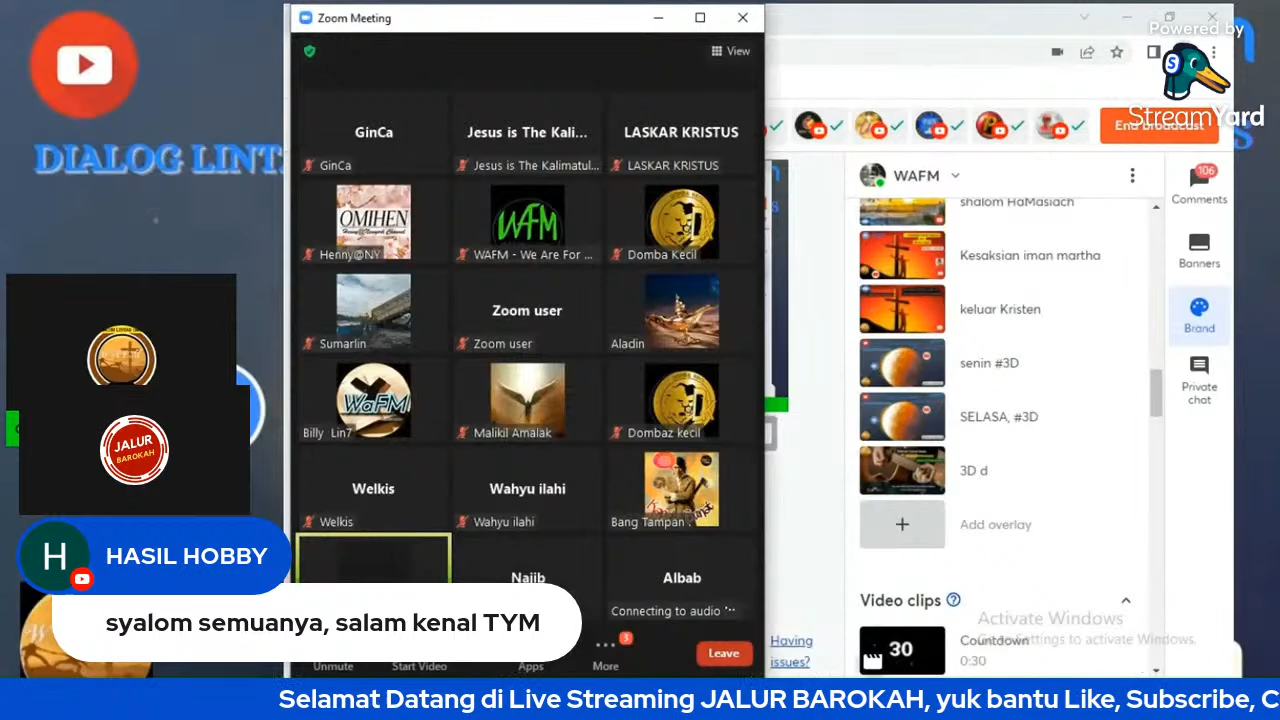 Zoom Meeting
View
Powered by
StreamYard
DIALOG LINT
GinCa
GinCa
Jesus is The Kali...
Jesus is The Kalimatul...
LASKAR KRISTUS
LASKAR KRISTUS
End broadcast
OMIHEN
Henny@NY
WAFM
WAFM - We Are For ...
Domba Kecil
Sumarlin
Zoom user
Zoom user
Aladin
WaFM
Billy Lin7
Malikil Amalak
Dombaz kecil
Welkis
Welkis
Wahyu ilahi
Wahyu ilahi
Bang Tampan .
Najib
Albab
Connecting to audio ...
Unmute
Start Video
Apps
3
More
Leave
WAFM
shalom HaMasiach
Kesaksian iman martha
keluar Kristen
senin #3D
SELASA, #3D
3D d
Add overlay
Video clips
30
Countdown
0:30
106
Comments
Banners
Brand
Private
chat
Having
issues?
Activate Windows
Go to Settings to activate Windows.
JALUR
BAROKAH
H
HASIL HOBBY
syalom semuanya, salam kenal TYM
Selamat Datang di Live Streaming JALUR BAROKAH, yuk bantu Like, Subscribe, C